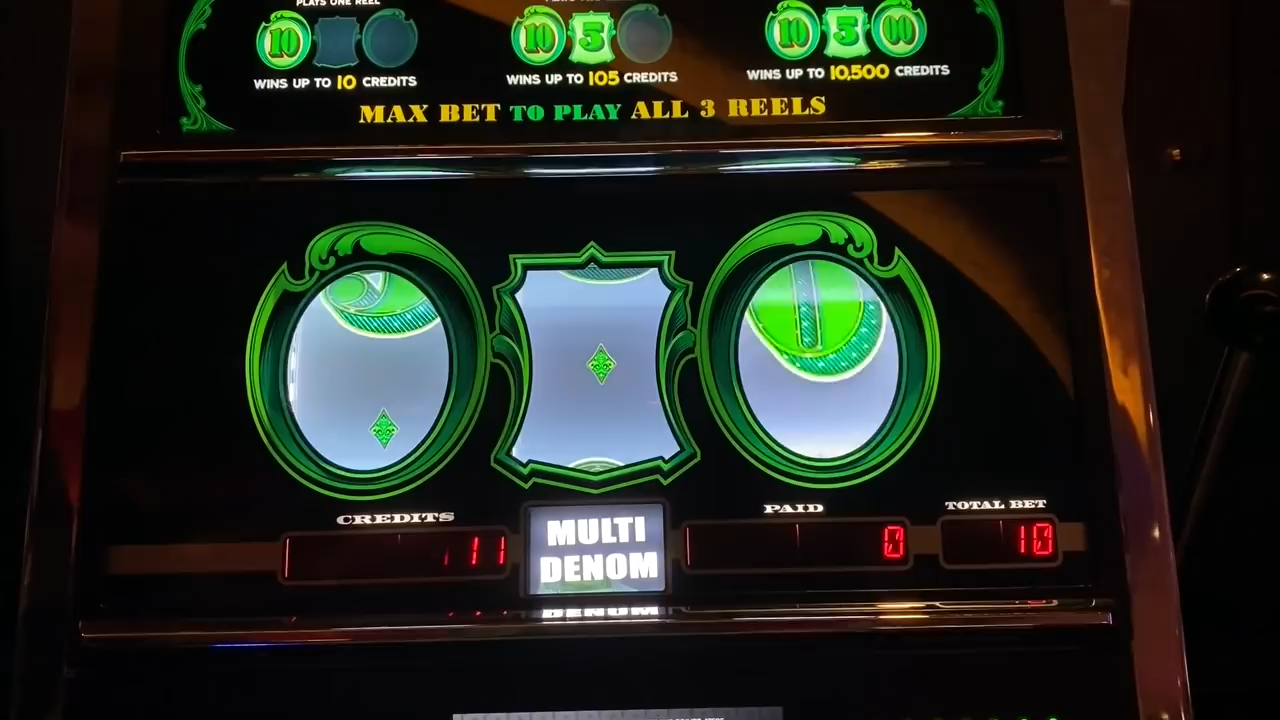 PLAYS ONE REEL
10
10 5
10 5 00
WINS UP TO 10 CREDITS
WINS UP TO 105 CREDITS
WINS UP TO 10,500 CREDITS
MAX BET TO PLAY ALL 3 REELS
CREDITS
PAID
TOTAL BET
11
MULTI
DENOM
0
10